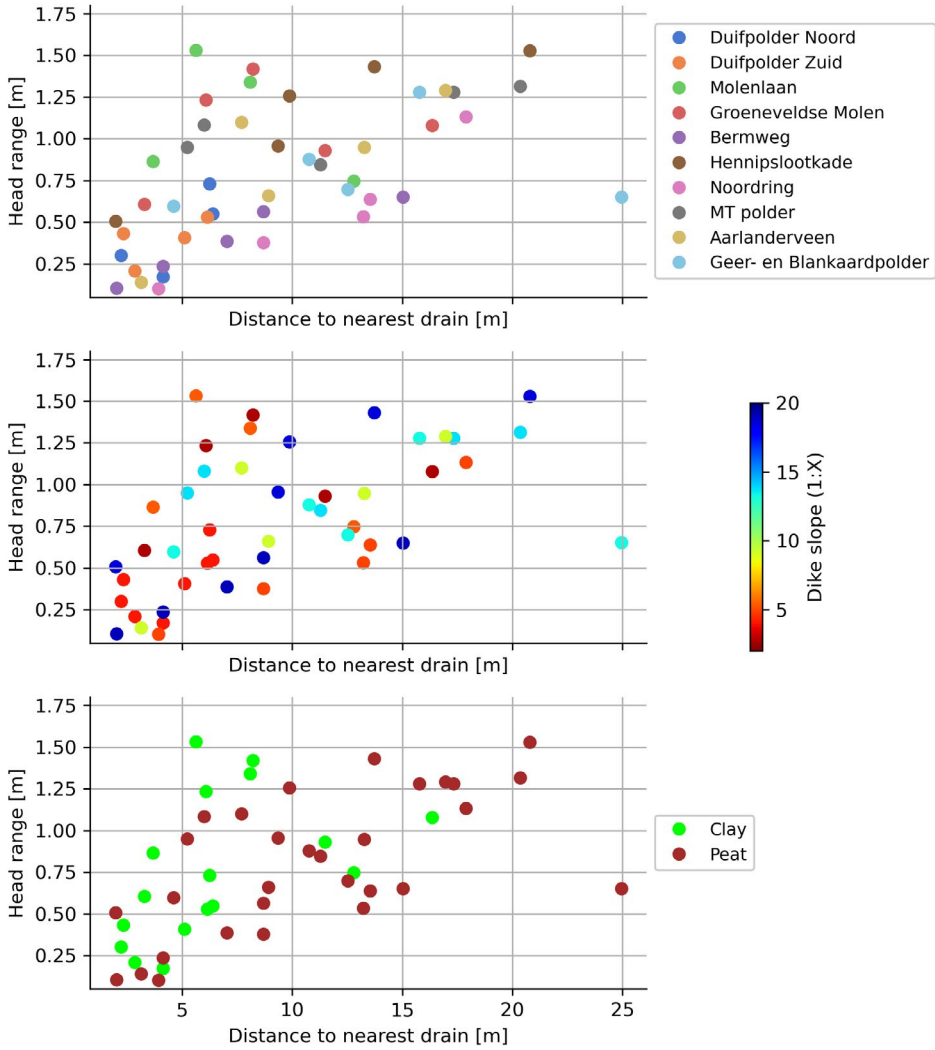 1.75
1.50
1.25
1.00
0.75
0.50
0.25
Head range [m]
Distance to nearest drain [m]
Duifpolder Noord
Duifpolder Zuid
Molenlaan
Groeneveldse Molen
Bermweg
Hennipslootkade
Noordring
MT polder
Aarlanderveen
Geer- en Blankaardpolder
1.75
1.50
1.25
1.00
0.75
0.50
0.25
Head range [m]
Distance to nearest drain [m]
20
15
10
5
Dike slope (1:X)
1.75
1.50
1.25
1.00
0.75
0.50
0.25
Head range [m]
5 10 15 20 25
Distance to nearest drain [m]
Clay
Peat